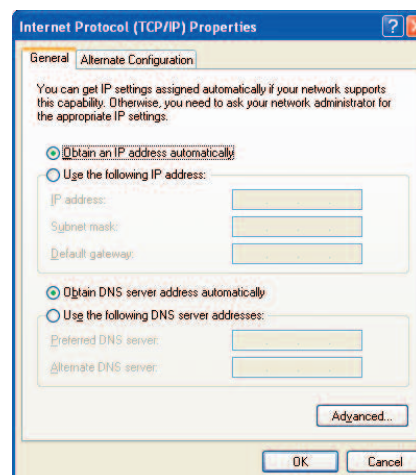 Internet Protocol (TCP/IP) Properties
General
Alternate Configuration
You can get IP settings assigned automatically if your network supports
this capability. Otherwise, you need to ask your network administrator for
the appropriate IP settings.
Obtain an IP address automatically
Use the following IP address:
IP address:
Subnet mask:
Default gateway:
Obtain DNS server address automatically
Use the following DNS server addresses:
Preferred DNS server:
Alternate DNS server:
Advanced...
OK
Cancel